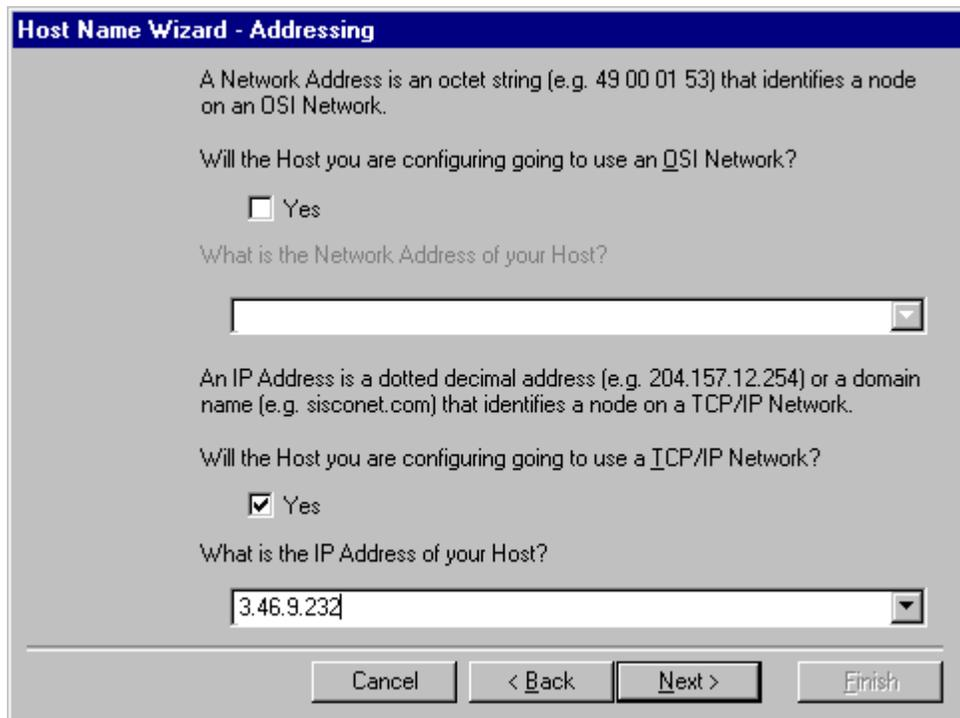 Host Name Wizard - Addressing
A Network Address is an octet string (e.g. 49 00 01 53) that identifies a node
on an OSI Network.
Will the Host you are configuring going to use an OSI Network?
Yes
What is the Network Address of your Host?
An IP Address is a dotted decimal address (e.g. 204.157.12.254) or a domain
name (e.g. sisconet.com) that identifies a node on a TCP/IP Network.
Will the Host you are configuring going to use a TCP/IP Network?
Yes
What is the IP Address of your Host?
3.46.9.232
Cancel < Back Next > Finish